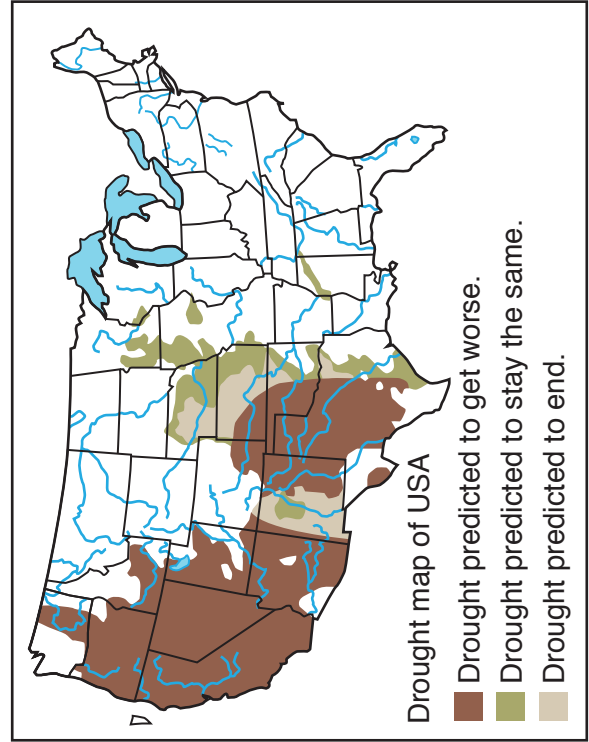 Drought map of USA
Drought predicted to get worse.
Drought predicted to stay the same.
Drought predicted to end.